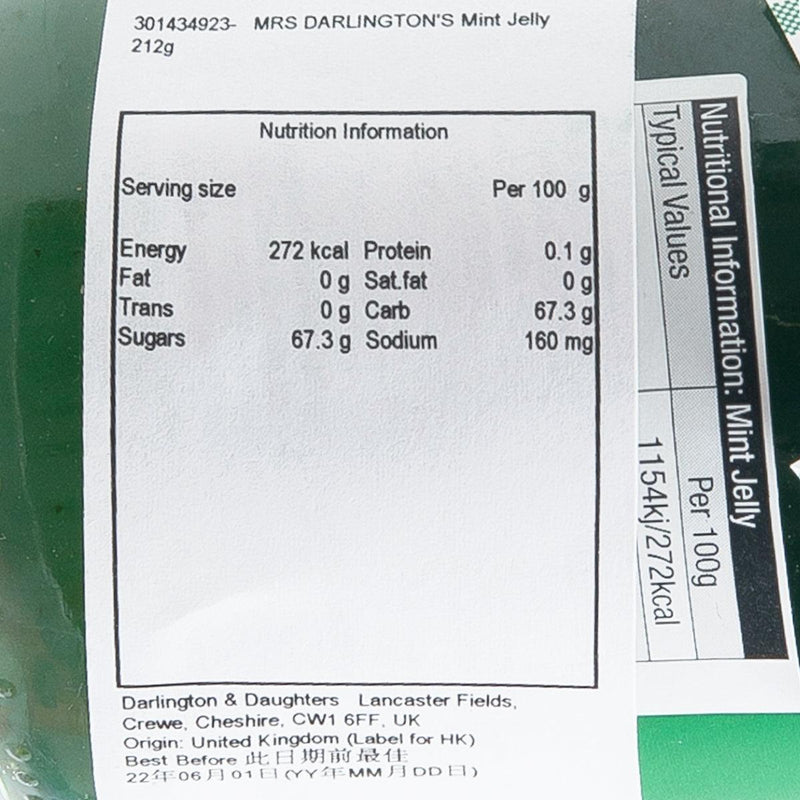 301434923- MRS DARLINGTON'S Mint Jelly
212g
Nutrition Information
Serving size Per 100 g
Energy 272 kcal Protein 0.1 g
Fat 0 g Sat.fat 0 g
Trans 0 g Carb 67.3 g
Sugars 67.3 g Sodium 160 mg
Darlington & Daughters Lancaster Fields,
Crewe, Cheshire, CW1 6FF, UK
Origin: United Kingdom (Label for HK)
Best Before 此日期前最佳
22年06月01日(YY年MM月DD日)
Nutritional Information: Mint Jelly
Typical Values Per 100g
1154kj/272kcal